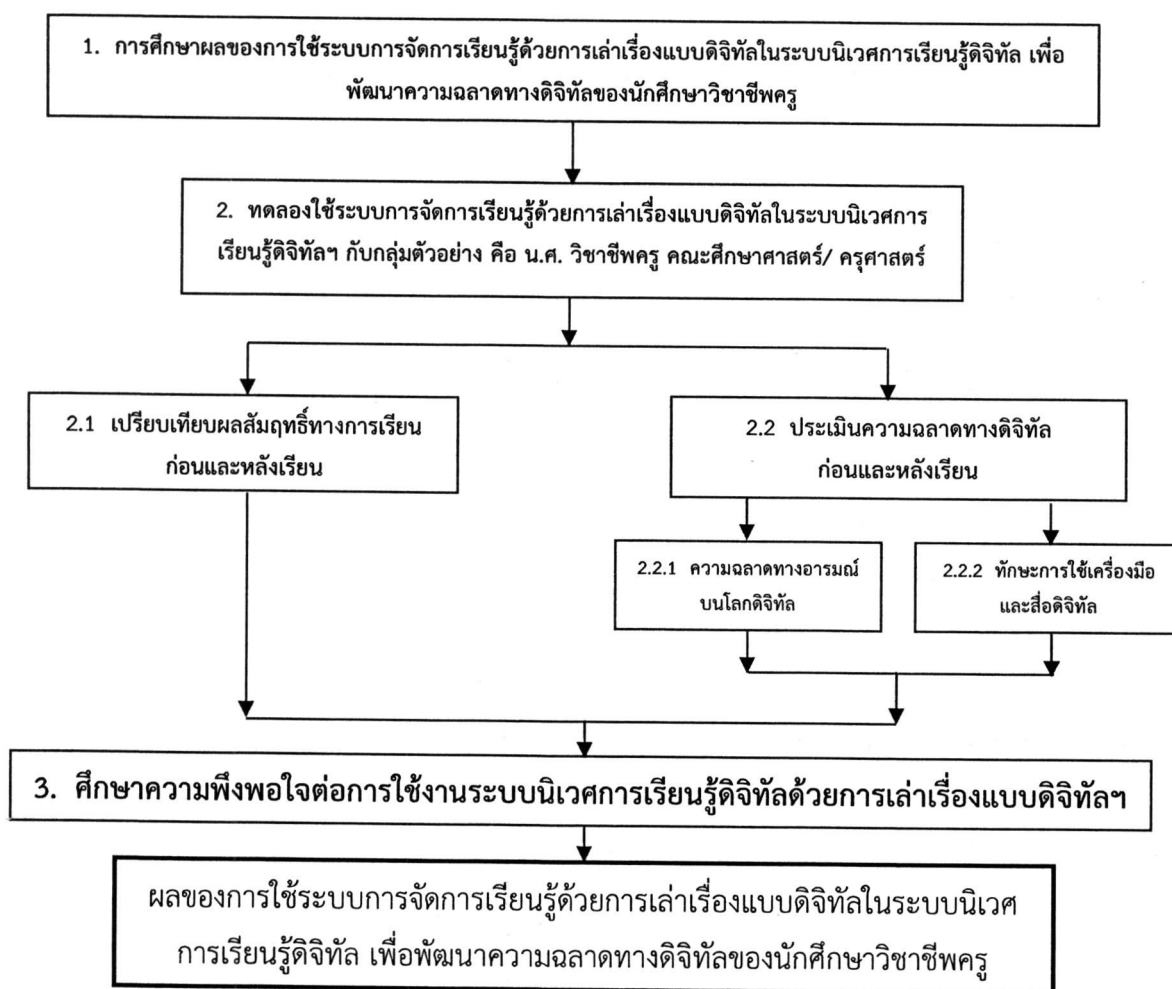 1. การศึกษาผลของการใช้ระบบการจัดการเรียนรู้ด้วยการเล่าเรื่องแบบดิจิทัลในระบบนิเวศการเรียนรู้ดิจิทัล เพื่อ
พัฒนาความฉลาดทางดิจิทัลของนักศึกษาวิชาชีพครู
2. ทดลองใช้ระบบการจัดการเรียนรู้ด้วยการเล่าเรื่องแบบดิจิทัลในระบบนิเวศการ
เรียนรู้ดิจิทัลฯ กับกลุ่มตัวอย่าง คือ น.ศ. วิชาชีพครู คณะศึกษาศาสตร์/ ครุศาสตร์
2.1 เปรียบเทียบผลสัมฤทธิ์ทางการเรียน
ก่อนและหลังเรียน
2.2 ประเมินความฉลาดทางดิจิทัล
ก่อนและหลังเรียน
2.2.1 ความฉลาดทางอารมณ์
บนโลกดิจิทัล
2.2.2 ทักษะการใช้เครื่องมือ
และสื่อดิจิทัล
3. ศึกษาความพึงพอใจต่อการใช้งานระบบนิเวศการเรียนรู้ดิจิทัลด้วยการเล่าเรื่องแบบดิจิทัลฯ
ผลของการใช้ระบบการจัดการเรียนรู้ด้วยการเล่าเรื่องแบบดิจิทัลในระบบนิเวศ
การเรียนรู้ดิจิทัล เพื่อพัฒนาความฉลาดทางดิจิทัลของนักศึกษาวิชาชีพครู